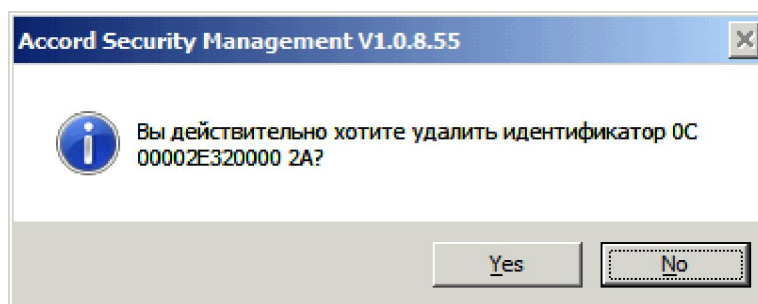 Accord Security Management V1.0.8.55
Вы действительно хотите удалить идентификатор 0C
00002E320000 2A?
Yes
No